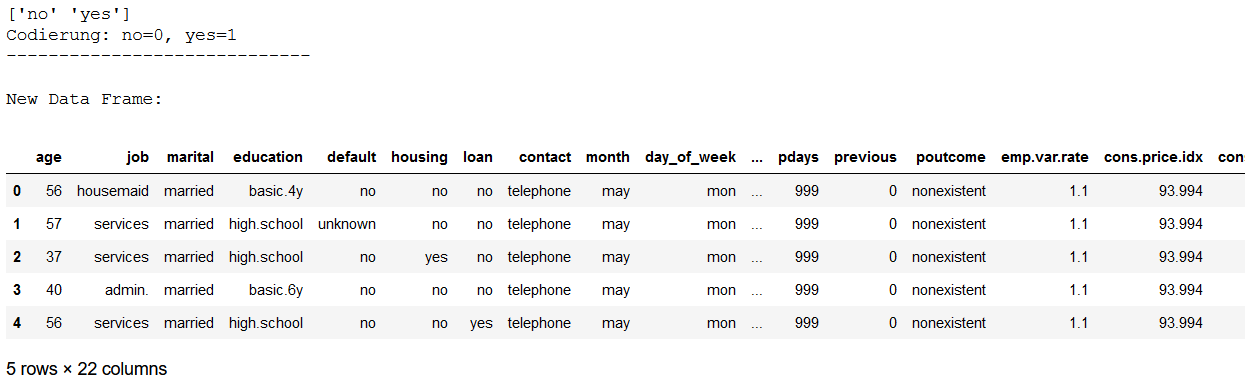 ['no' 'yes']
Codierung: no=0, yes=1
-----------------------------
New Data Frame:
age job marital education default housing loan contact month day_of_week ... pdays previous poutcome emp.var.rate cons.price.idx con
0 56 housemaid married basic.4y no no no telephone may mon ... 999 0 nonexistent 1.1 93.994
1 57 services married high.school unknown no no telephone may mon ... 999 0 nonexistent 1.1 93.994
2 37 services married high.school no yes no telephone may mon ... 999 0 nonexistent 1.1 93.994
3 40 admin. married basic.6y no no no telephone may mon ... 999 0 nonexistent 1.1 93.994
4 56 services married high.school no no yes telephone may mon ... 999 0 nonexistent 1.1 93.994
5 rows × 22 columns